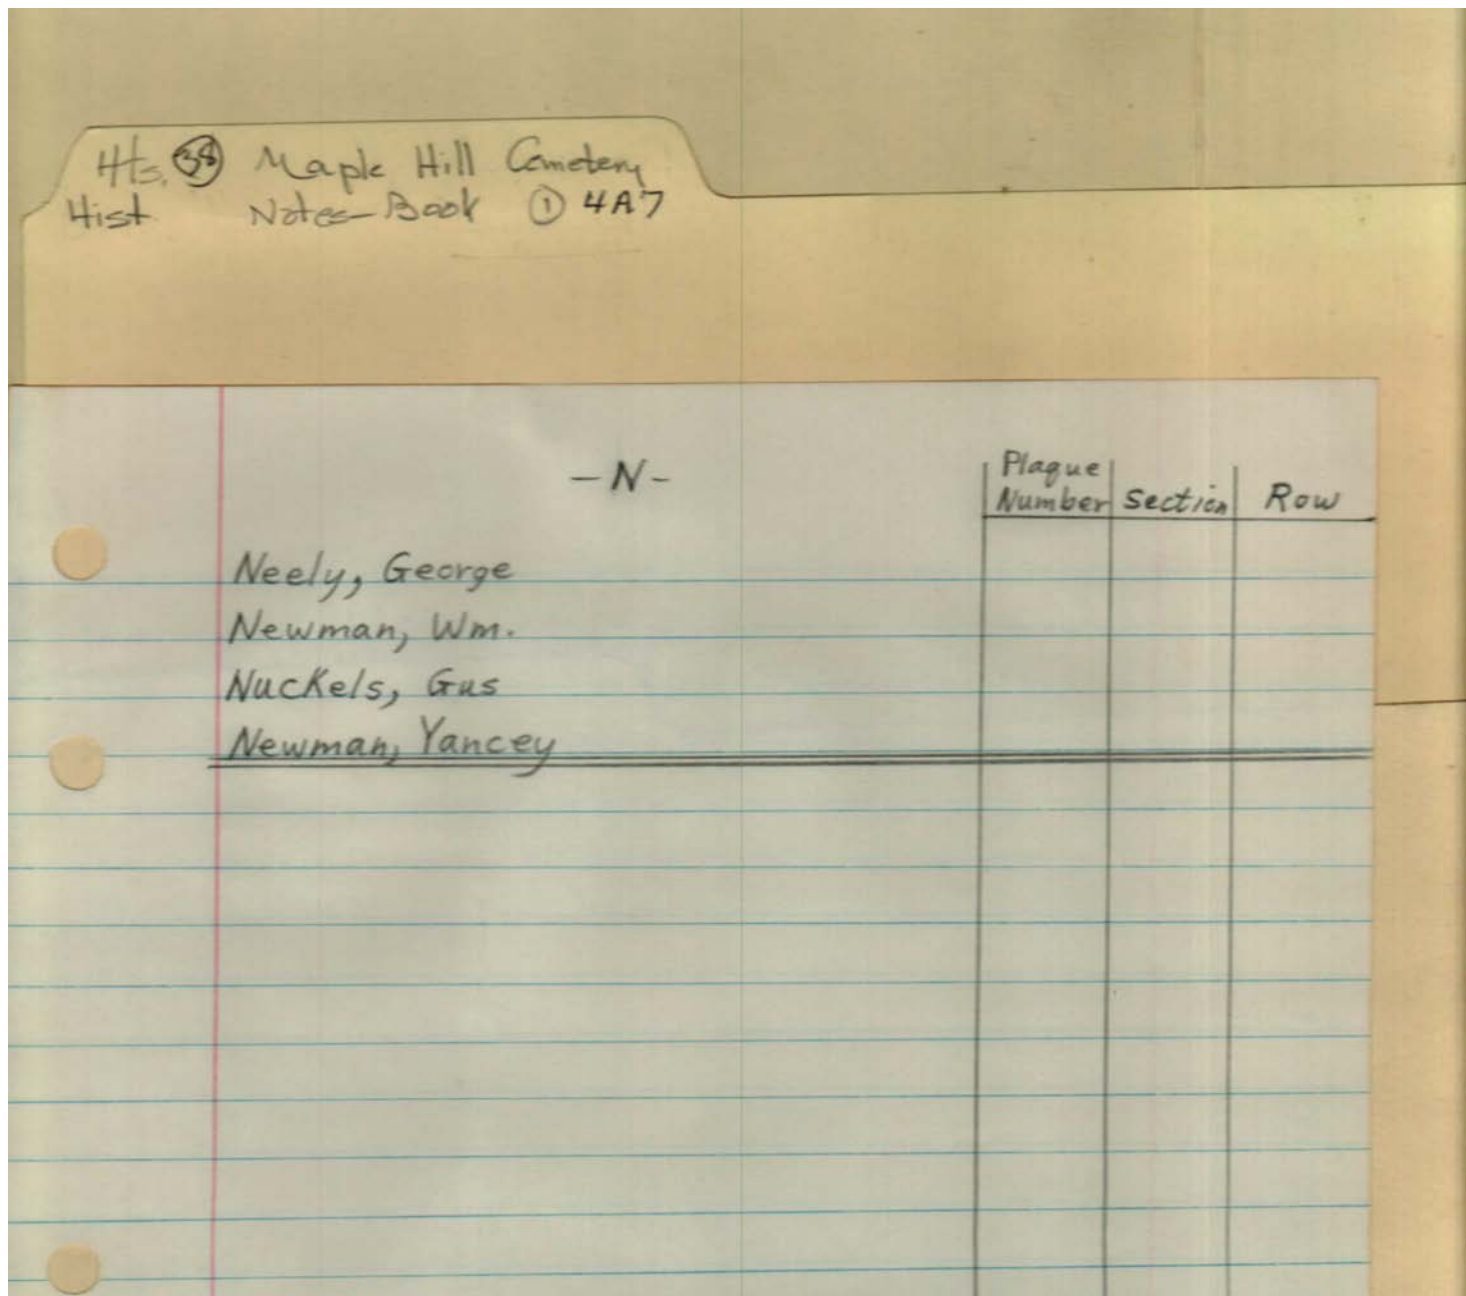 Hts. 38 Maple Hill Cemetery
Hist Notes-Book 1 4A7
-N-
Plaque Number Section Row
Neely, George
Newman, Wm.
Nuckels, Gus
Newman, Yancey